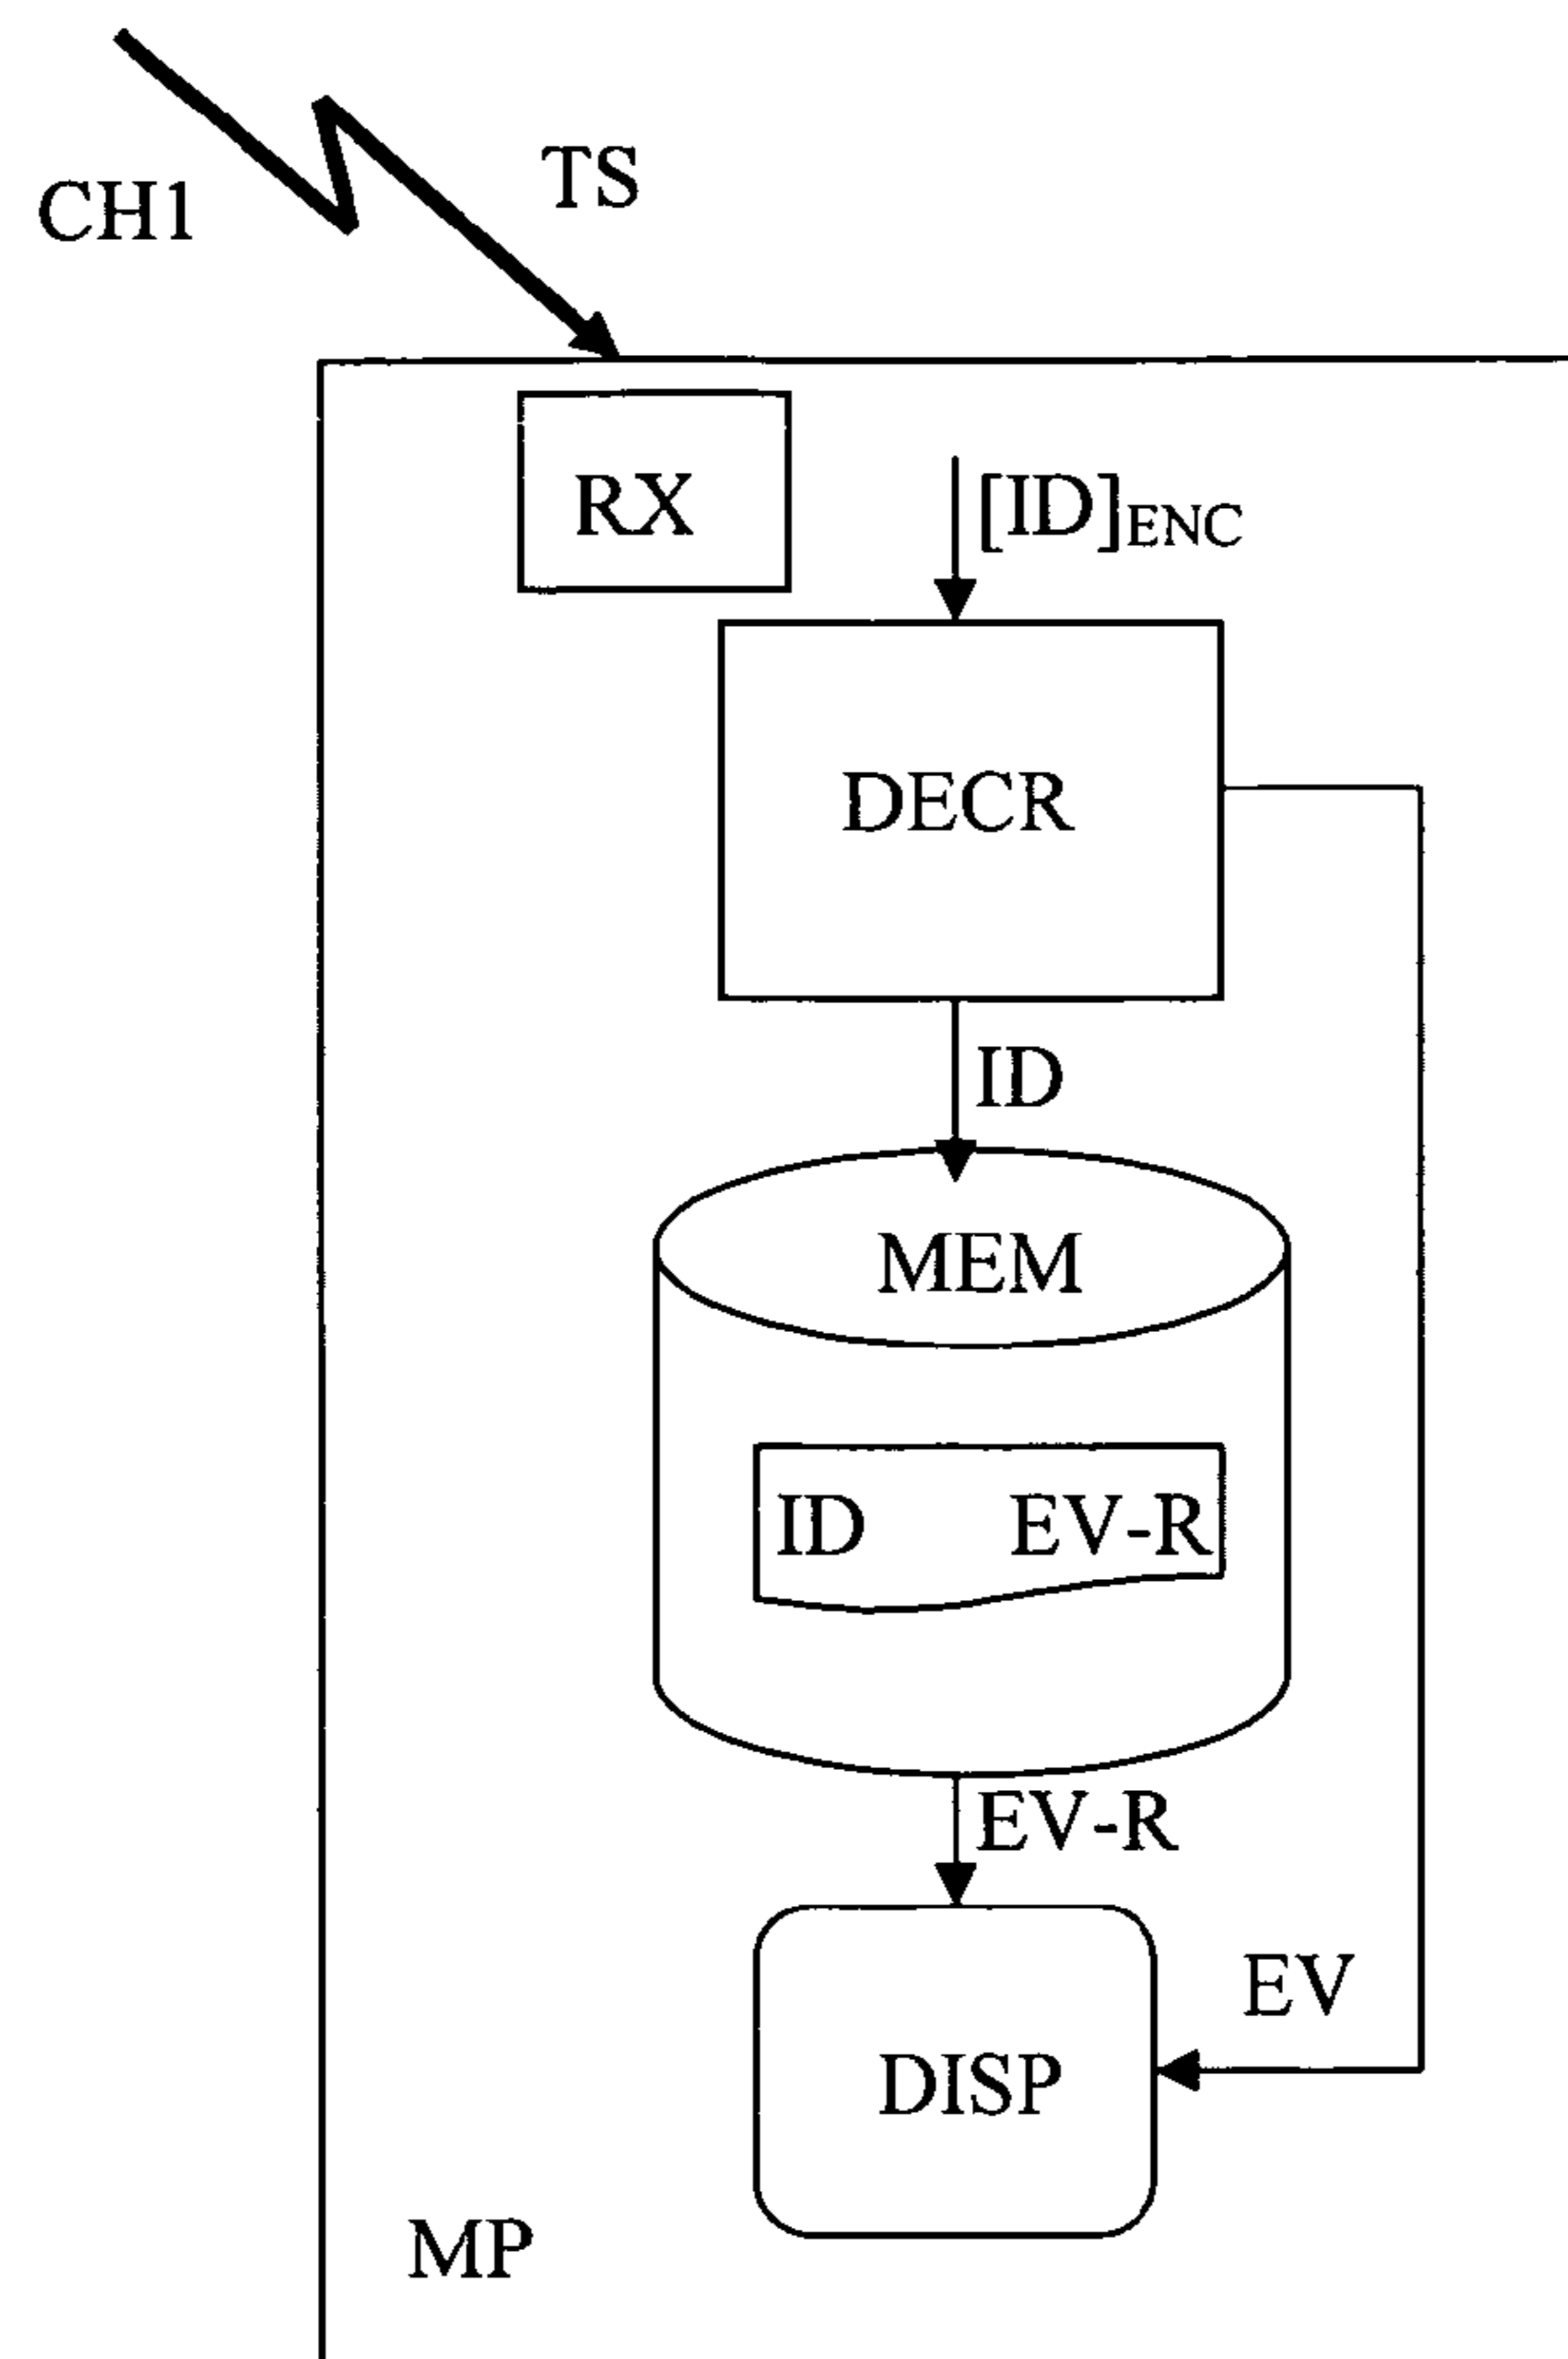 TS
CH1
RX
[ID]ENC
DECR
ID
MEM
ID EV-R
EV-R
EV
DISP
MP